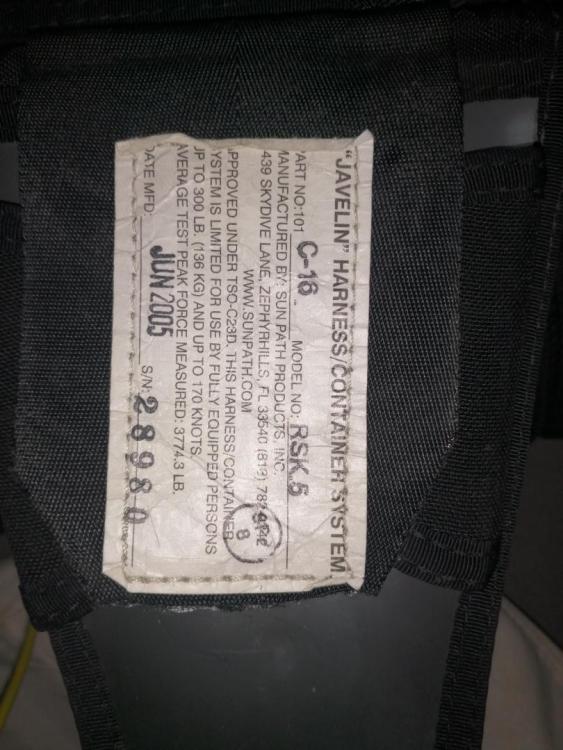 "JAVELIN" HARNESS/CONTAINER SYSTEM
PART NO:101 C-16 MODEL NO: RSK.5
MANUFACTURED BY: SUN PATH PRODUCTS, INC.
439 SKYDIVE LANE, ZEPHYRHILLS, FL 33540 (813)
WWW.SUNPATH.COM
APPROVED UNDER TSO-C23D. THIS HARNESS/CONTAINER
SYSTEM IS LIMITED FOR USE BY FULLY EQUIPPED PERSONS
UP TO 300 LB. (136 KG) AND UP TO 170 KNOTS.
AVERAGE TEST PEAK FORCE MEASURED: 3774.3 LB.
DATE MFD: JUN 2005 S/N: 28980
8